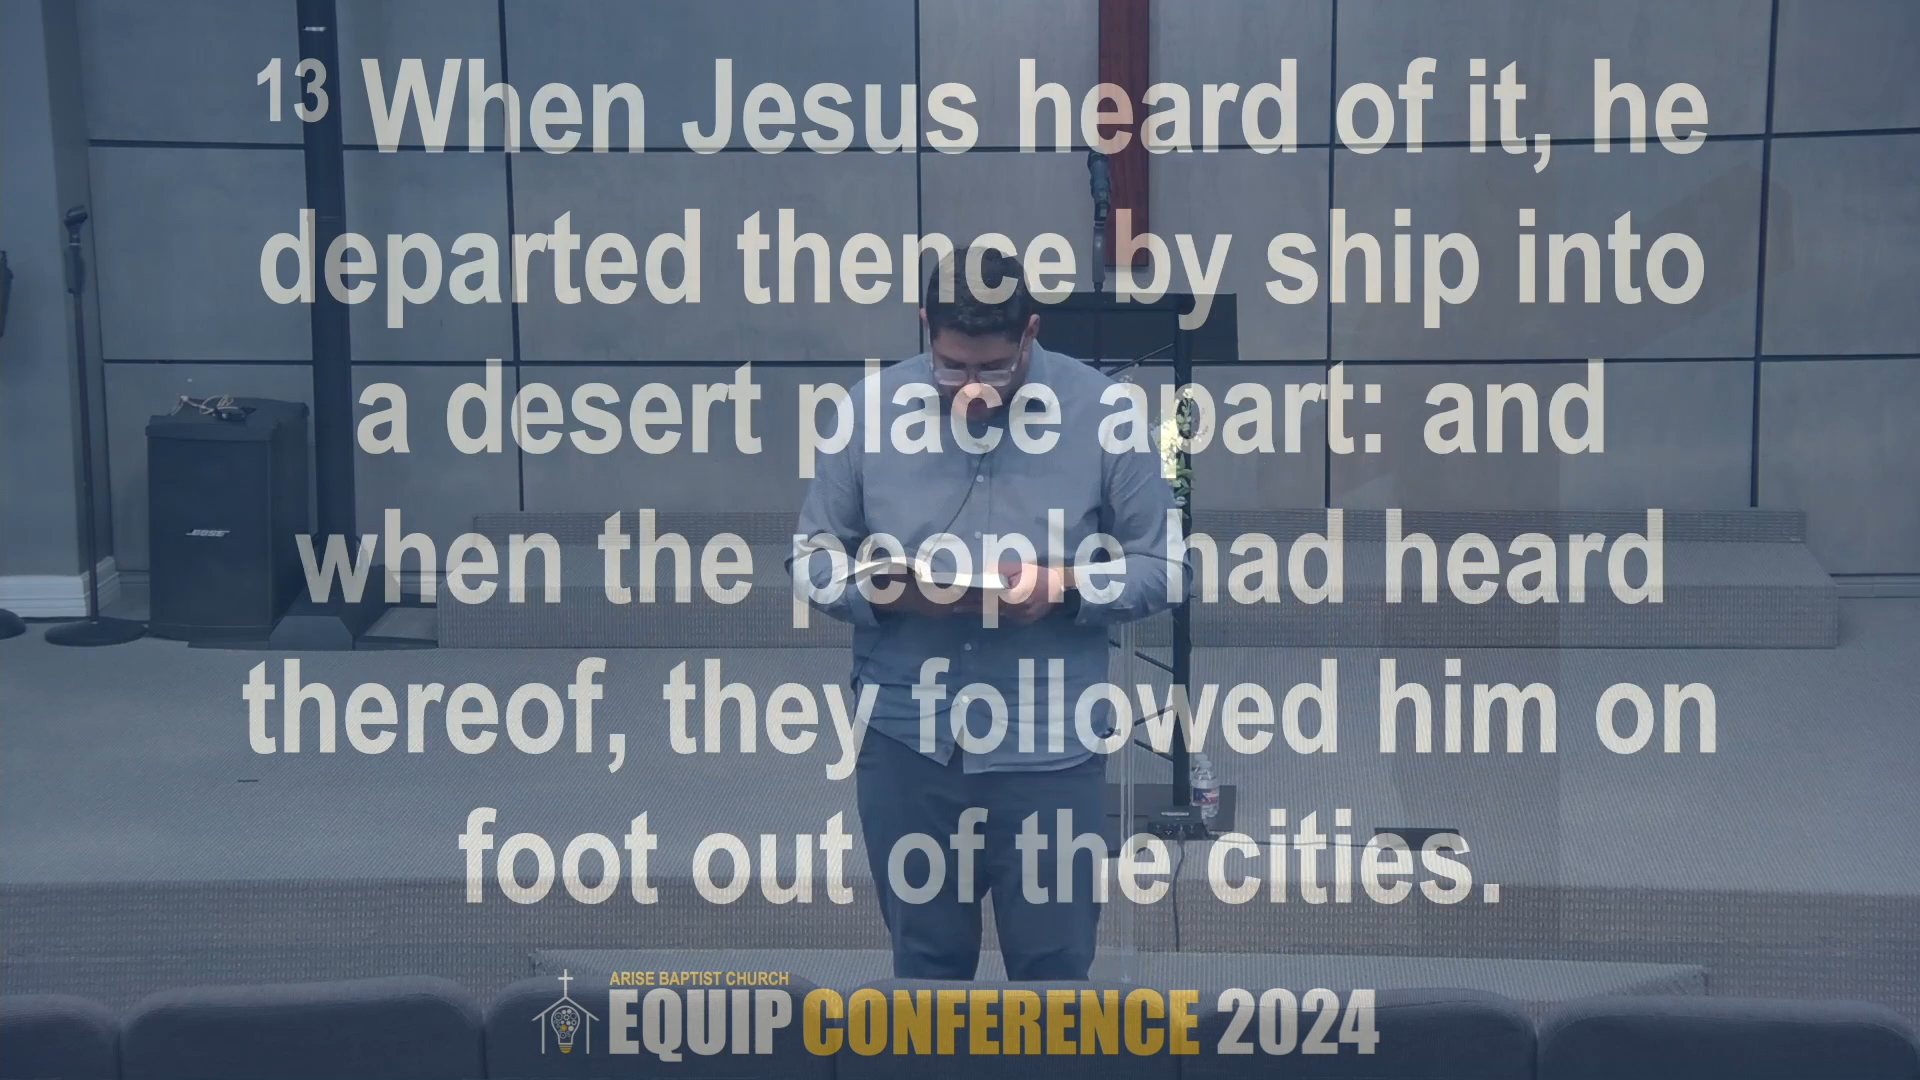 13 When Jesus heard of it, he
departed thence by ship into
a desert place apart: and
when the people had heard
thereof, they followed him on
foot out of the cities.
ARISE BAPTIST CHURCH
EQUIP CONFERENCE 2024
BOSE